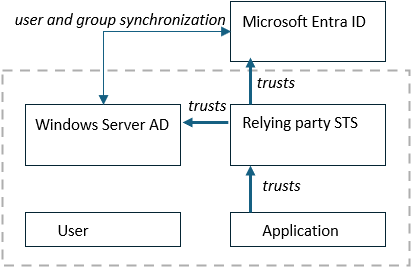 user and group synchronization
Microsoft Entra ID
trusts
Windows Server AD
trusts
Relying party STS
trusts
User
Application